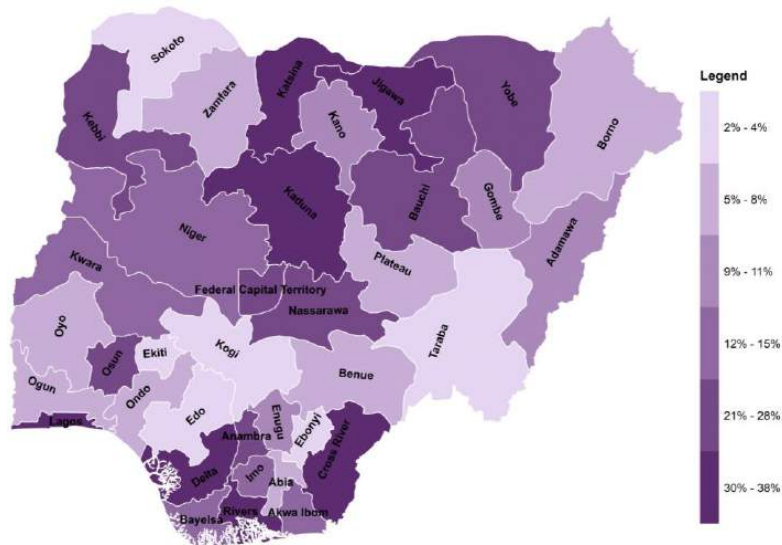 Sokoto
Legend
Katsina
Jigawa
Yobe
Zamfara
2% - 4%
Kebbi
Kano
Borno
5% - 8%
Kaduna
Bauchi
Gomba
Niger
Adamawa
9% - 11%
Kwara
Plateau
Federal Capital Territory
Nassarawa
12% - 15%
Oyo
Osun
Ekiti
Kogi
Taraba
Benue
Ogun
Ondo
21% - 28%
Edo
Lagos
Anambra
Enugu
Ebonyi
Cross River
Delta
Imo
Abia
30% - 38%
Bayelsa
Rivers
Akwa Ibom